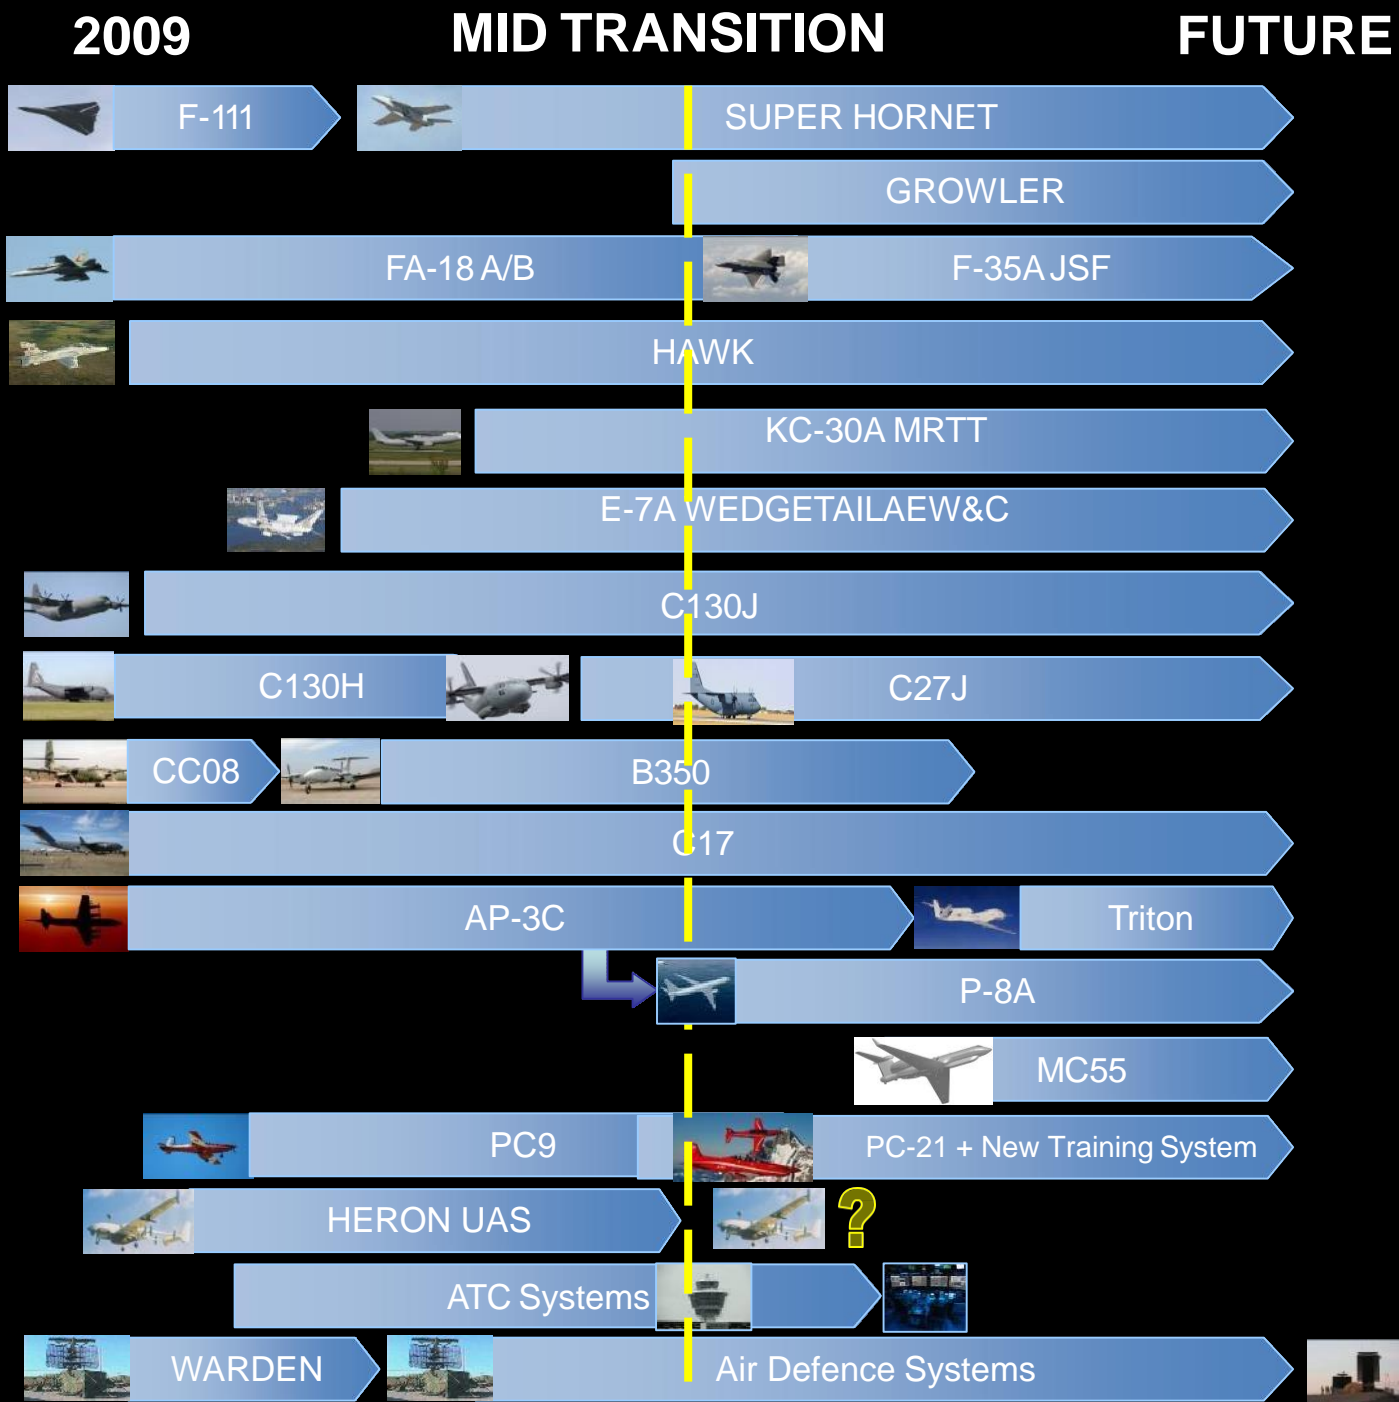 2009 MID TRANSITION FUTURE
F-111 SUPER HORNET
GROWLER
FA-18 A/B F-35A JSF
HAWK
KC-30A MRTT
E-7A WEDGETAILAEW&C
C130J
C130H C27J
CC08 B350
C17
AP-3C Triton
P-8A
MC55
PC9 PC-21 + New Training System
HERON UAS ?
ATC Systems
WARDEN Air Defence Systems